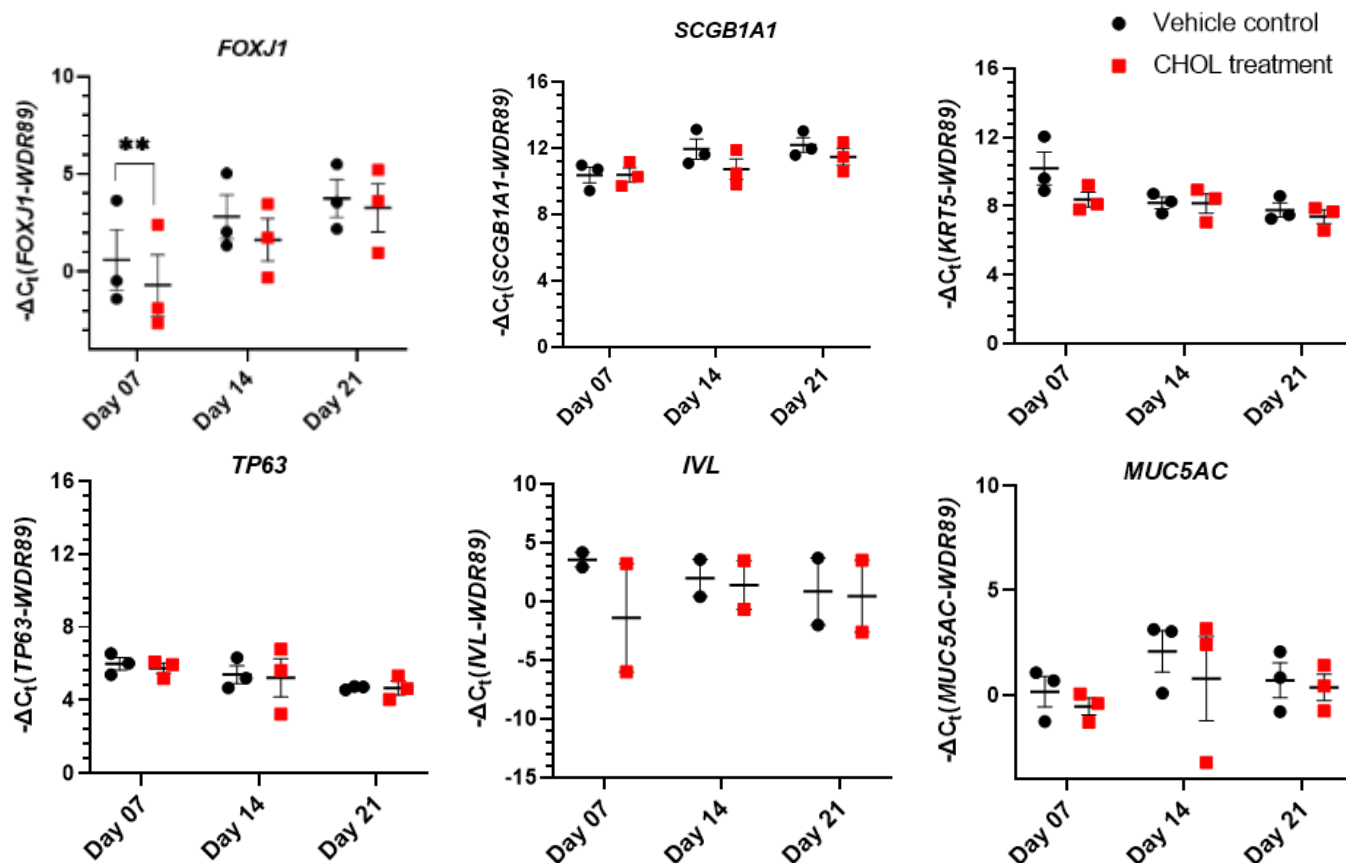 FOXJ1
-ΔCt(FOXJ1-WDR89)
10
5
0
**
Day 07
Day 14
Day 21
SCGB1A1
-ΔCt(SCGB1A1-WDR89)
16
12
8
4
0
Day 07
Day 14
Day 21
Vehicle control
CHOL treatment
-ΔCt(KRT5-WDR89)
16
12
8
4
0
Day 07
Day 14
Day 21
TP63
-ΔCt(TP63-WDR89)
16
12
8
4
0
Day 07
Day 14
Day 21
IVL
-ΔCt(IVL-WDR89)
10
5
0
-5
-10
-15
Day 07
Day 14
Day 21
MUC5AC
-ΔCt(MUC5AC-WDR89)
10
5
0
Day 07
Day 14
Day 21